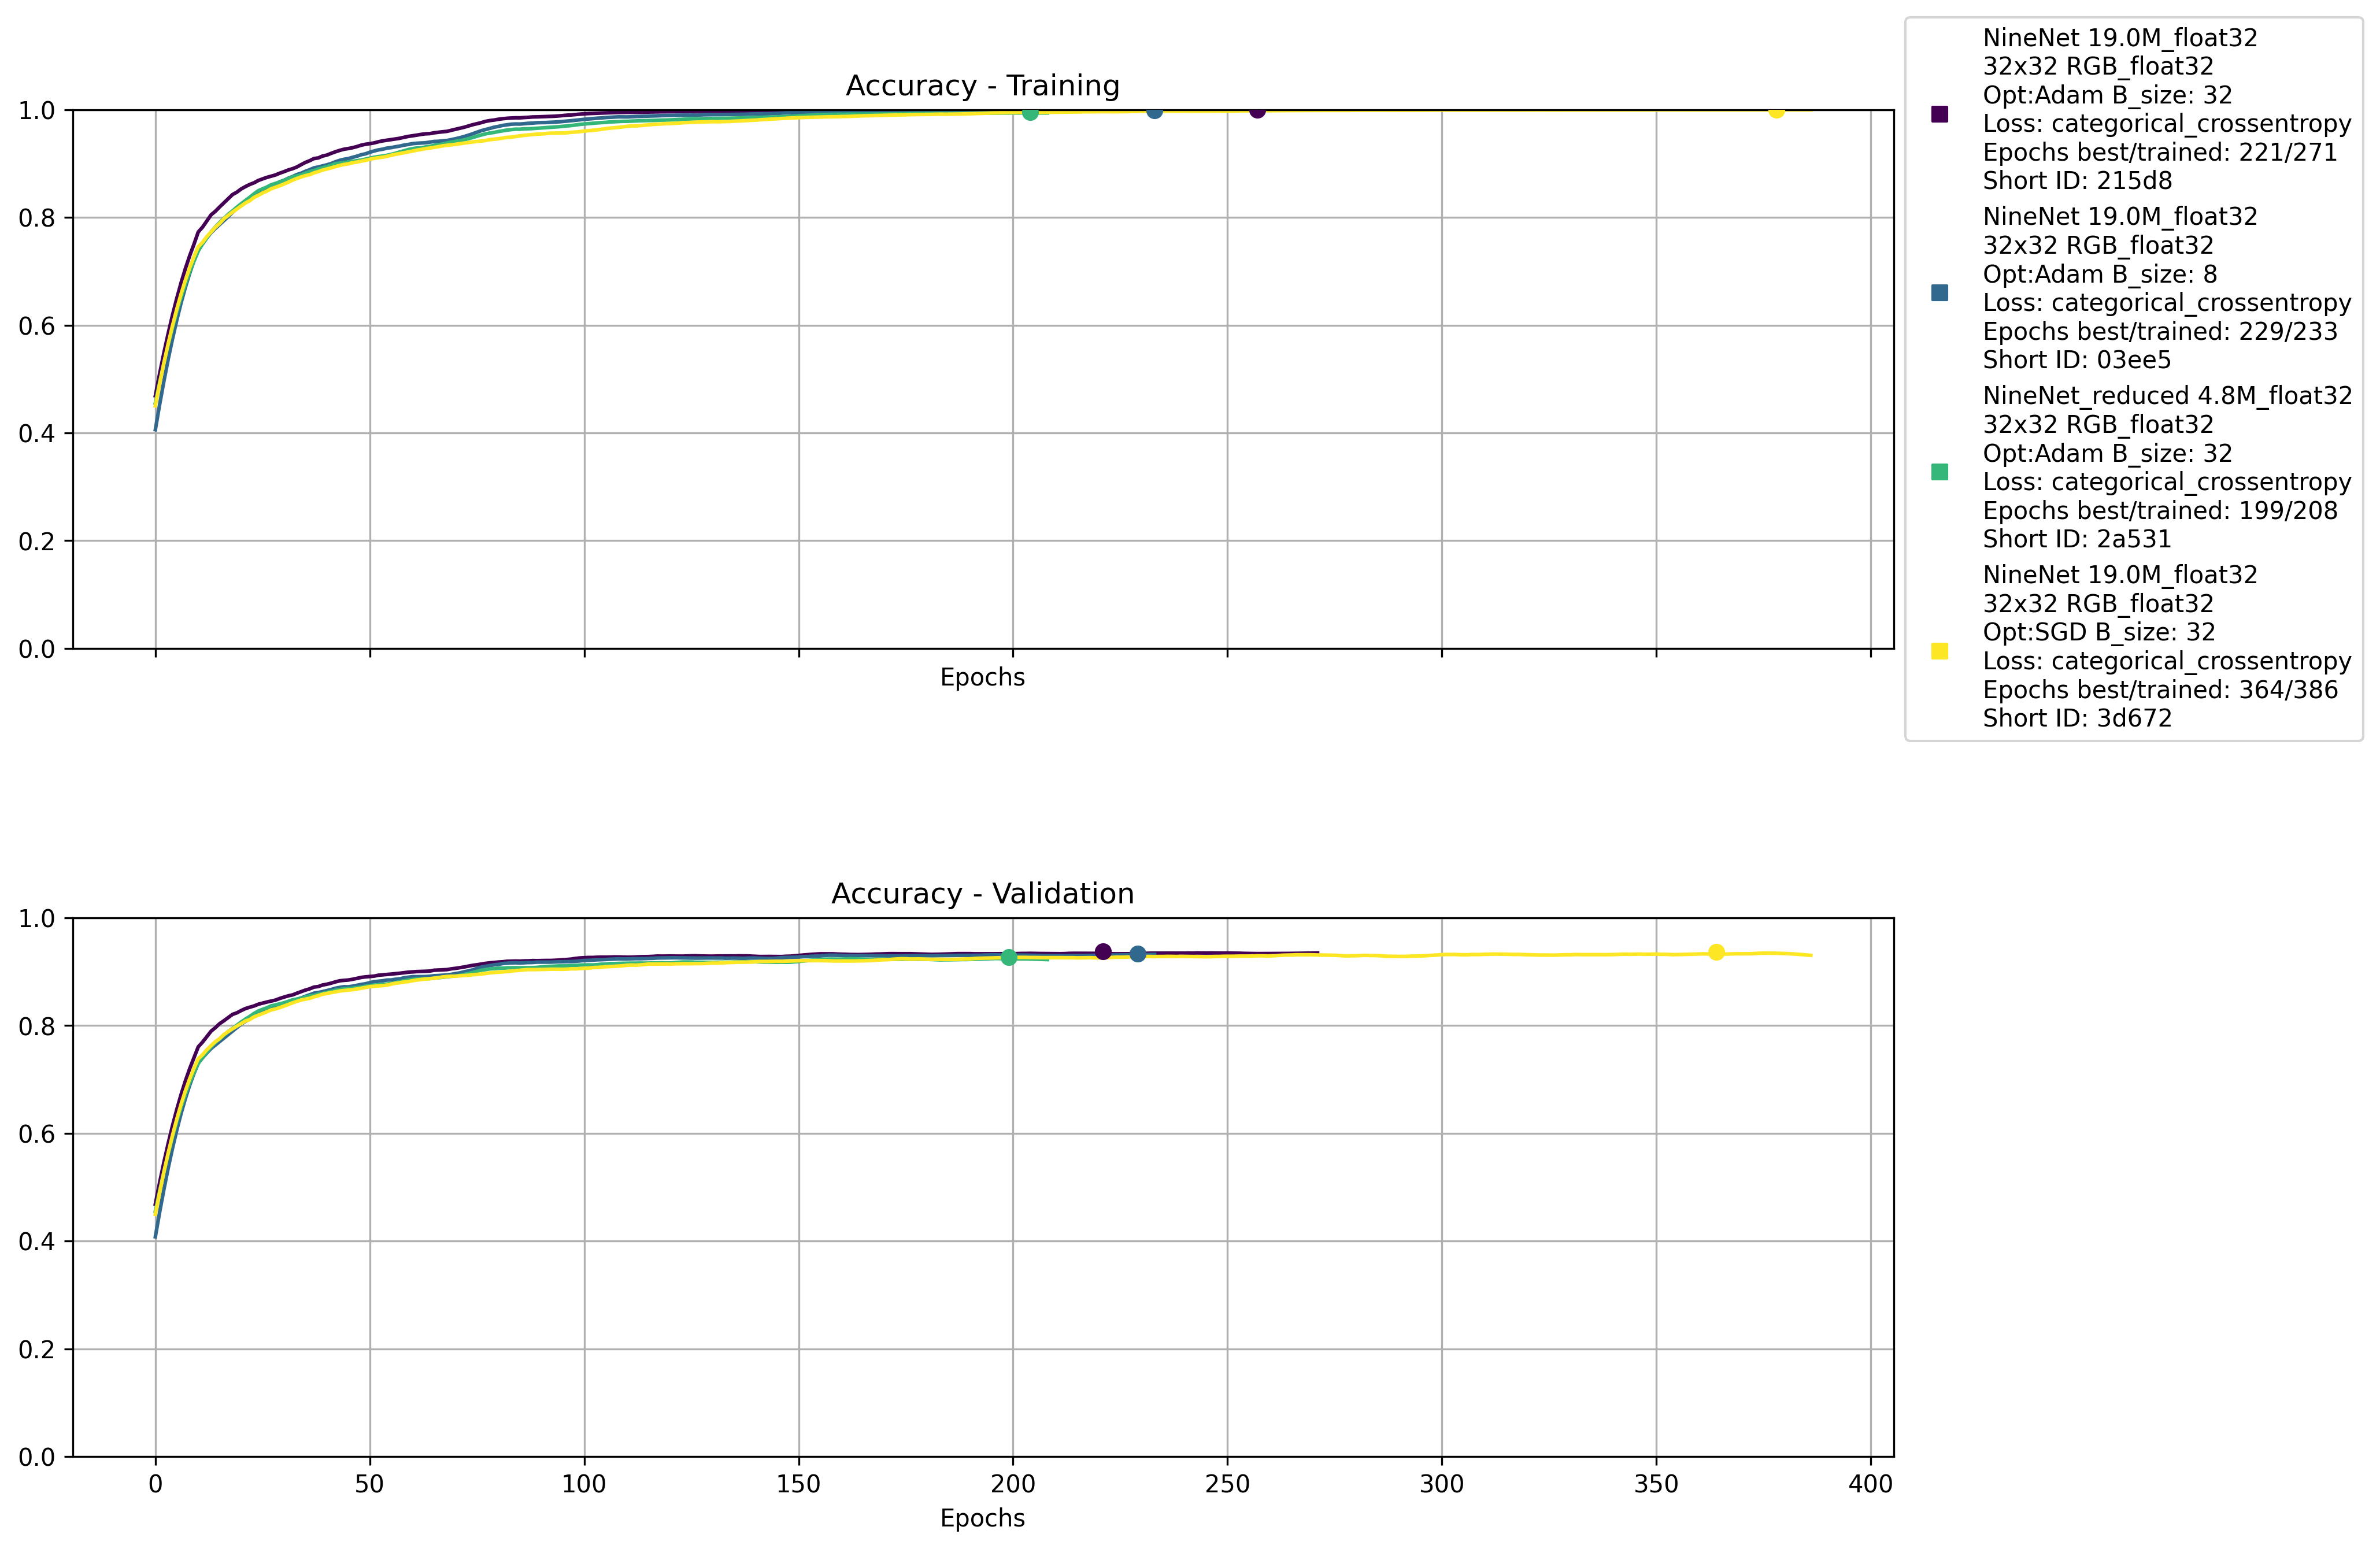 Accuracy - Training
1.0
0.8
0.6
0.4
0.2
0.0
Epochs
NineNet 19.0M_float32
32x32 RGB_float32
Opt:Adam B_size: 32
Loss: categorical_crossentropy
Epochs best/trained: 221/271
Short ID: 215d8
NineNet 19.0M_float32
32x32 RGB_float32
Opt:Adam B_size: 8
Loss: categorical_crossentropy
Epochs best/trained: 229/233
Short ID: 03ee5
NineNet_reduced 4.8M_float32
32x32 RGB_float32
Opt:Adam B_size: 32
Loss: categorical_crossentropy
Epochs best/trained: 199/208
Short ID: 2a531
NineNet 19.0M_float32
32x32 RGB_float32
Opt:SGD B_size: 32
Loss: categorical_crossentropy
Epochs best/trained: 364/386
Short ID: 3d672
Accuracy - Validation
1.0
0.8
0.6
0.4
0.2
0.0
0 50 100 150 200 250 300 350 400
Epochs